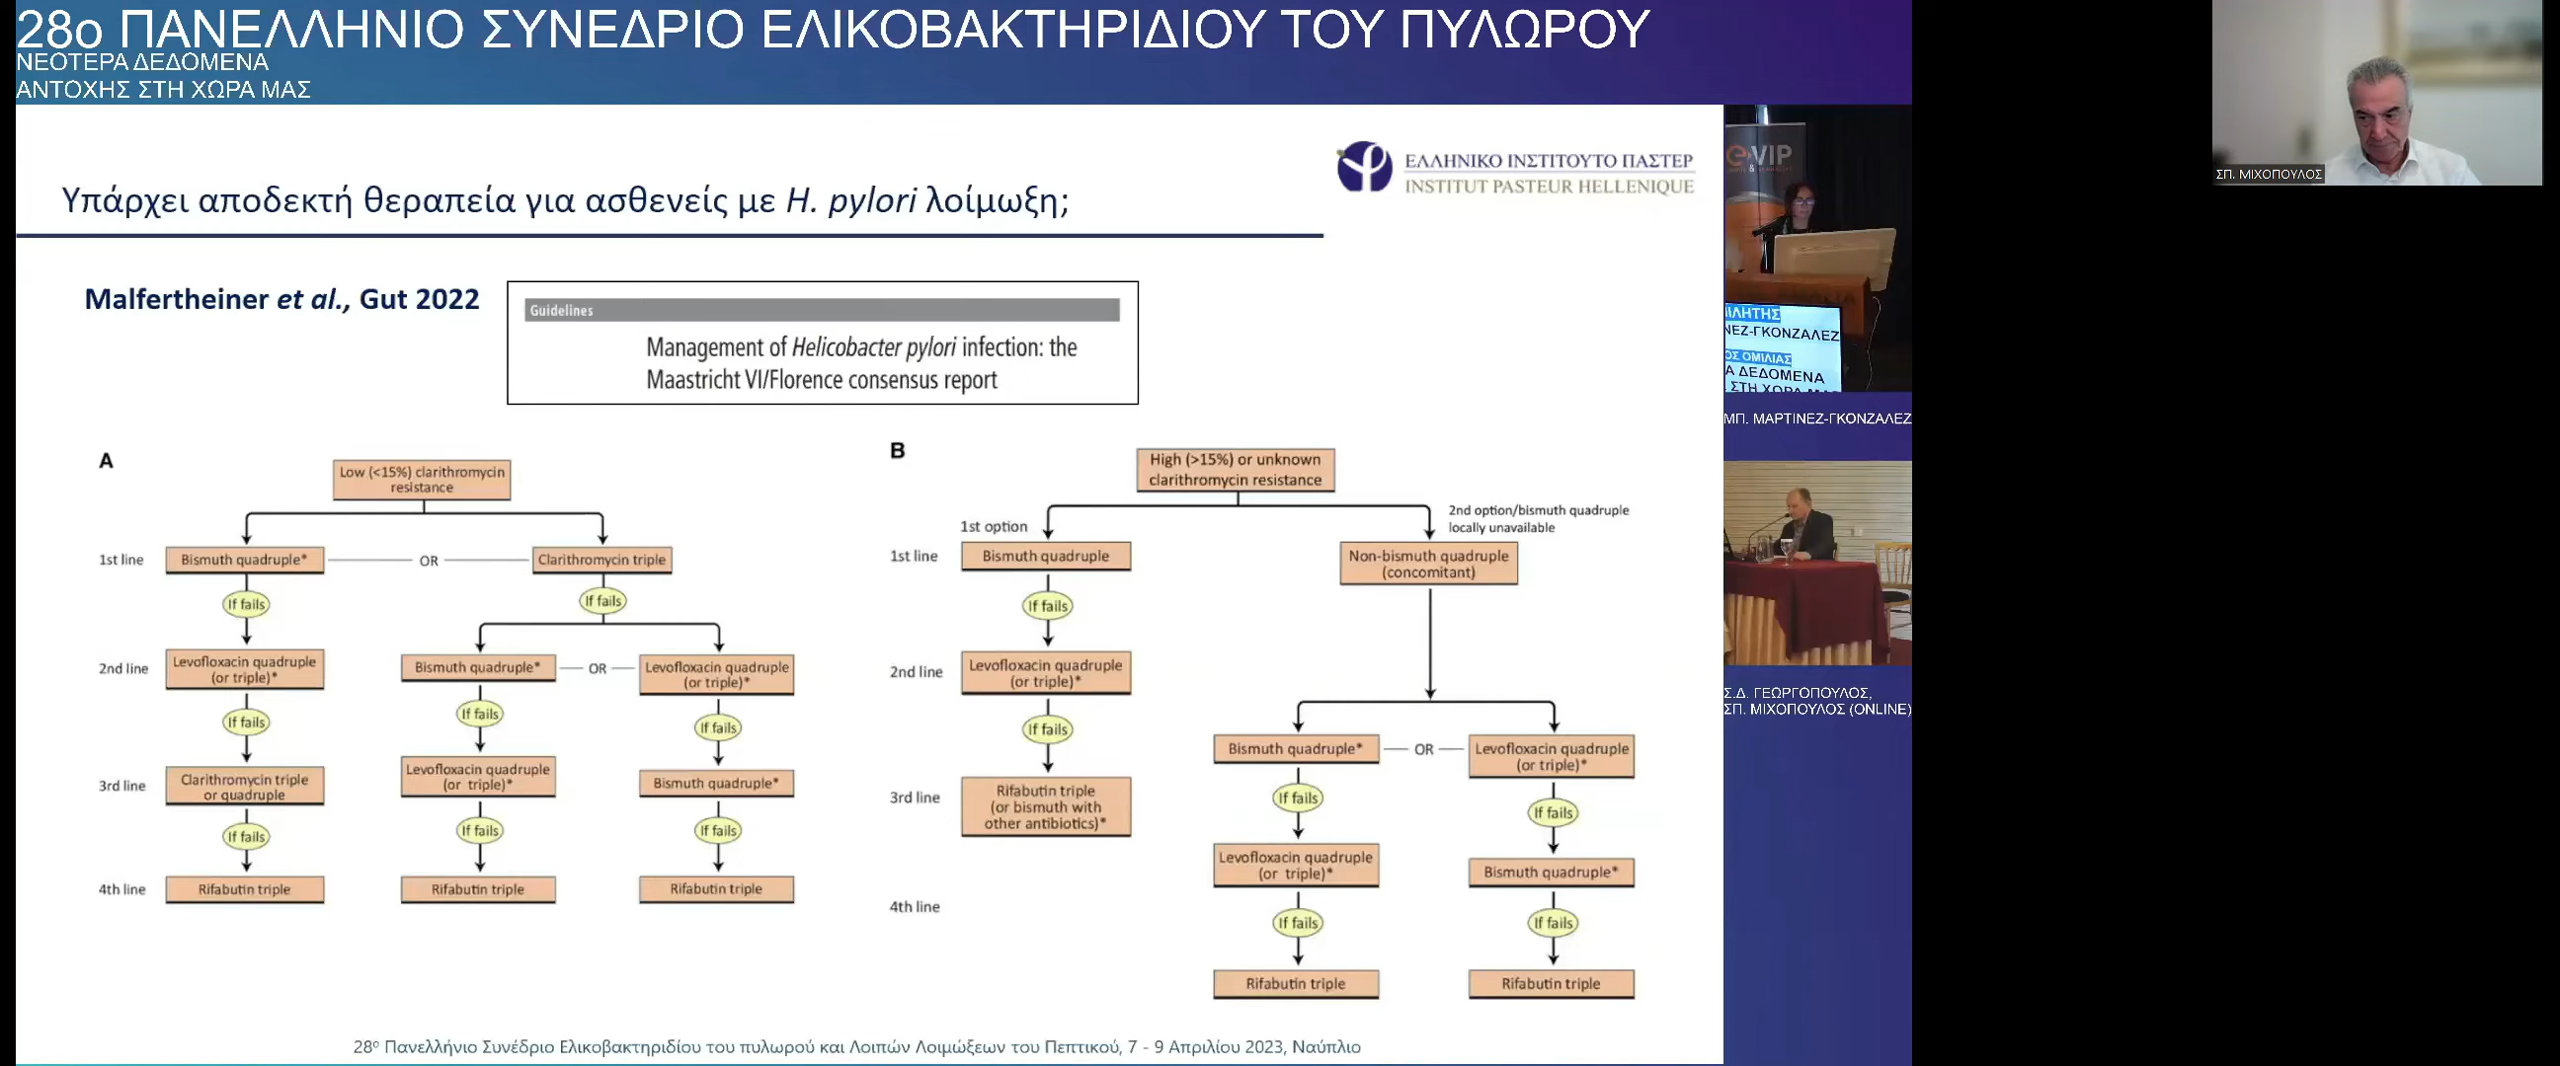 28ο ΠΑΝΕΛΛΗΝΙΟ ΣΥΝΕΔΡΙΟ ΕΛΙΚΟΒΑΚΤΗΡΙΔΙΟΥ ΤΟΥ ΠΥΛΩΡΟΥ
ΝΕΟΤΕΡΑ ΔΕΔΟΜΕΝΑ
ΑΝΤΟΧΗΣ ΣΤΗ ΧΩΡΑ ΜΑΣ
ΕΛΛΗΝΙΚΟ ΙΝΣΤΙΤΟΥΤΟ ΠΑΣΤΕΡ
INSTITUT PASTEUR HELLENIQUE
Υπάρχει αποδεκτή θεραπεία για ασθενείς με H. pylori λοίμωξη;
Malfertheiner et al., Gut 2022
Guidelines
Management of Helicobacter pylori infection: the
Maastricht VI/Florence consensus report
A
Low (<15%) clarithromycin
resistance
1st line
Bismuth quadruple*
OR
Clarithromycin triple
If fails
If fails
2nd line
Levofloxacin quadruple
(or triple)*
Bismuth quadruple*
OR
Levofloxacin quadruple
(or triple)*
If fails
If fails
If fails
3rd line
Clarithromycin triple
or quadruple
Levofloxacin quadruple
(or triple)*
Bismuth quadruple*
If fails
If fails
If fails
4th line
Rifabutin triple
Rifabutin triple
Rifabutin triple
B
High (>15%) or unknown
clarithromycin resistance
1st option
2nd option/bismuth quadruple
locally unavailable
1st line
Bismuth quadruple
Non-bismuth quadruple
(concomitant)
If fails
2nd line
Levofloxacin quadruple
(or triple)*
If fails
Bismuth quadruple*
OR
Levofloxacin quadruple
(or triple)*
3rd line
Rifabutin triple
(or bismuth with
other antibiotics)*
If fails
If fails
Levofloxacin quadruple
(or triple)*
Bismuth quadruple*
4th line
If fails
If fails
Rifabutin triple
Rifabutin triple
28ο Πανελλήνιο Συνέδριο Ελικοβακτηριδίου του πυλωρού και Λοιπών Λοιμώξεων του Πεπτικού, 7 - 9 Απριλίου 2023, Ναύπλιο
e VIP
ΙΛΗΤΗΣ
ΝΕΖ-ΓΚΟΝΖΑΛΕΖ
ΟΣ ΟΜΙΛΙΑΣ
Α ΔΕΔΟΜΕΝΑ
ΣΤΗ ΧΩΡΑ
ΜΠ. ΜΑΡΤΙΝΕΖ-ΓΚΟΝΖΑΛΕΖ
Σ.Δ. ΓΕΩΡΓΟΠΟΥΛΟΣ,
ΣΠ. ΜΙΧΟΠΟΥΛΟΣ (ONLINE)
ΣΠ. ΜΙΧΟΠΟΥΛΟΣ